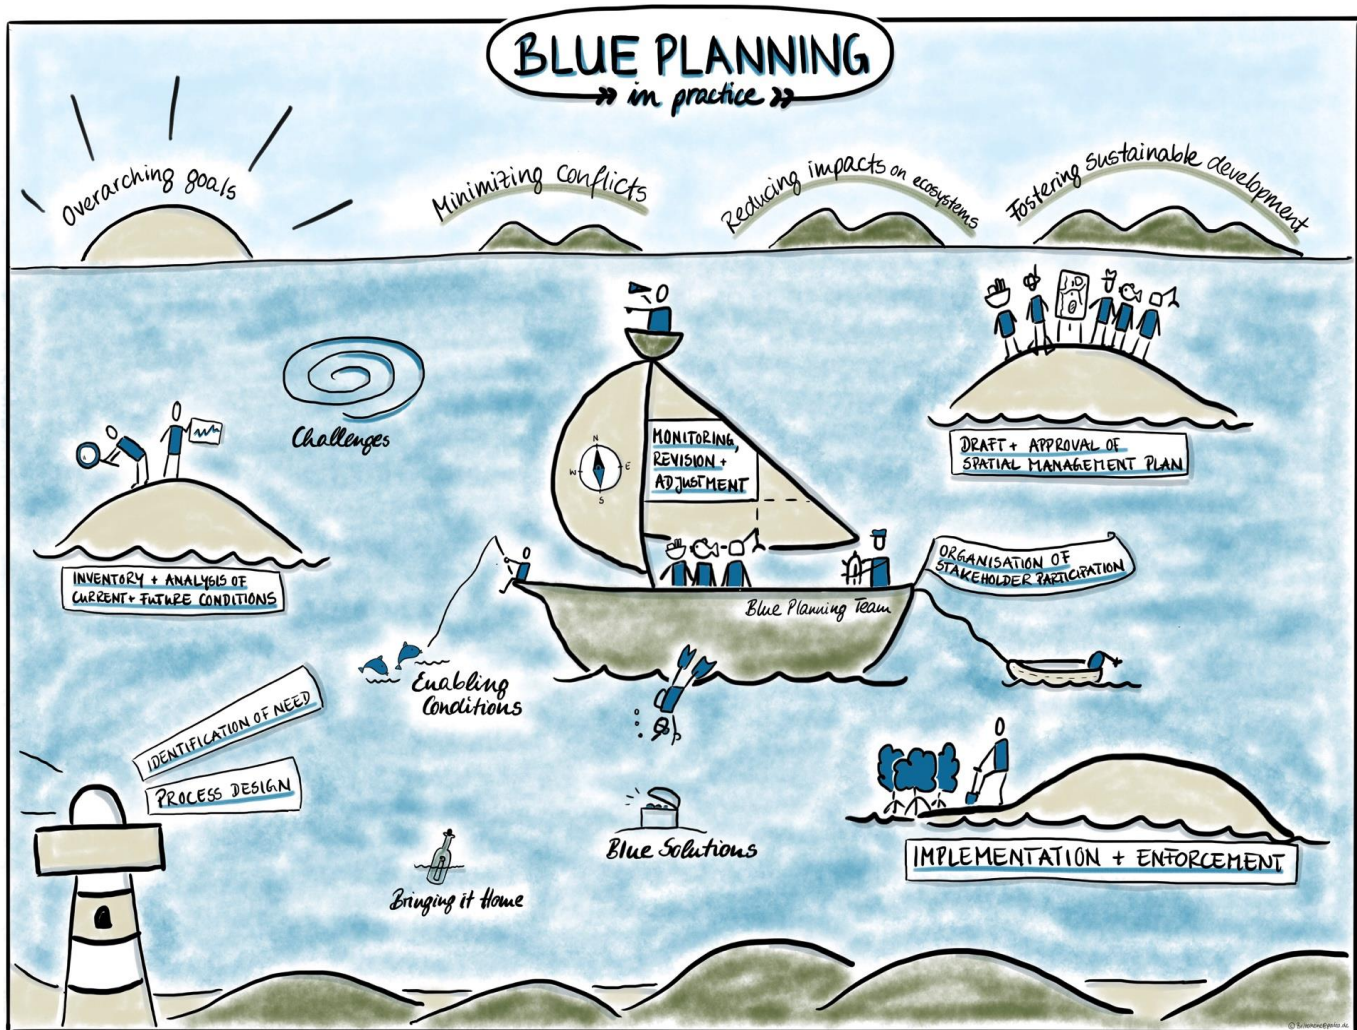 BLUE PLANNING
>> in practice >>
Overarching goals
Minimizing conflicts
Reducing impacts on ecosystems
Fostering sustainable development
Challenges
N
W E
S
MONITORING,
REVISION +
ADJUSTMENT
DRAFT + APPROVAL OF
SPATIAL MANAGEMENT PLAN
INVENTORY + ANALYSIS OF
CURRENT + FUTURE CONDITIONS
ORGANISATION OF
STAKEHOLDER PARTICIPATION
Blue Planning Team
Enabling
Conditions
IDENTIFICATION OF NEED
PROCESS DESIGN
Blue Solutions
Bringing it Home
IMPLEMENTATION + ENFORCEMENT